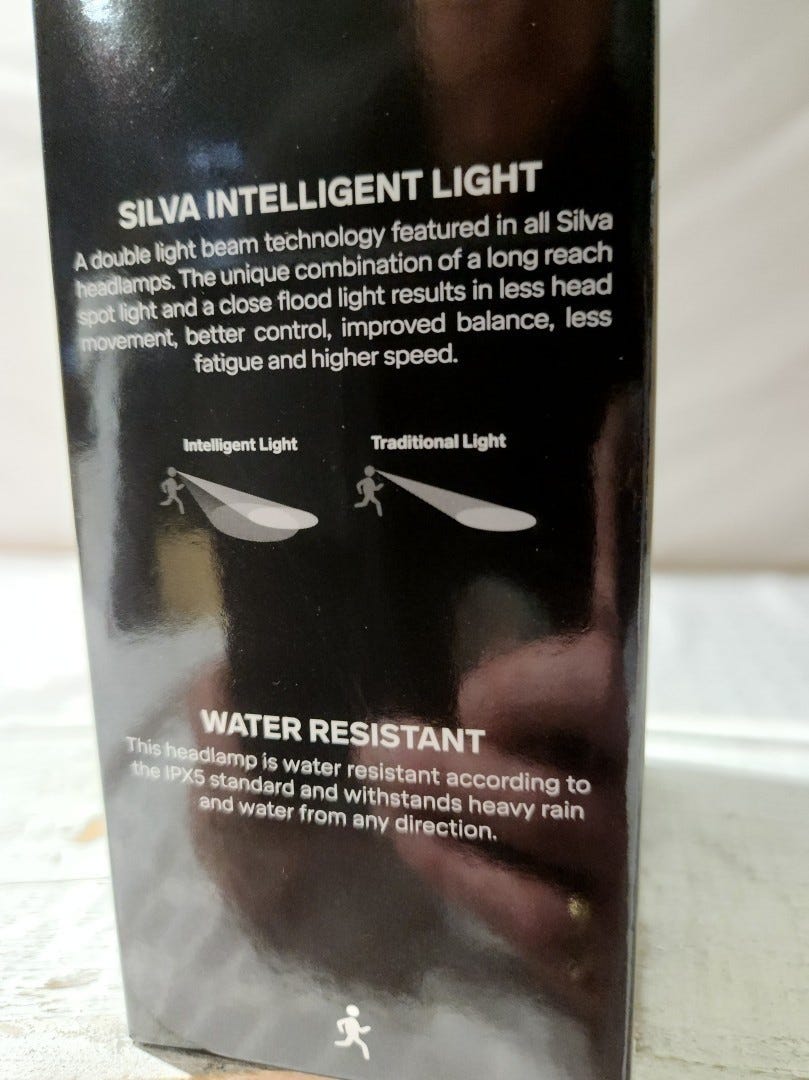 SILVA INTELLIGENT LIGHT
A double light beam technology featured in all Silva
headlamps. The unique combination of a long reach
spot light and a close flood light results in less head
movement, better control, improved balance, less
fatigue and higher speed.
Intelligent Light
Traditional Light
WATER RESISTANT
This headlamp is water resistant according to
the IPX5 standard and withstands heavy rain
and water from any direction.